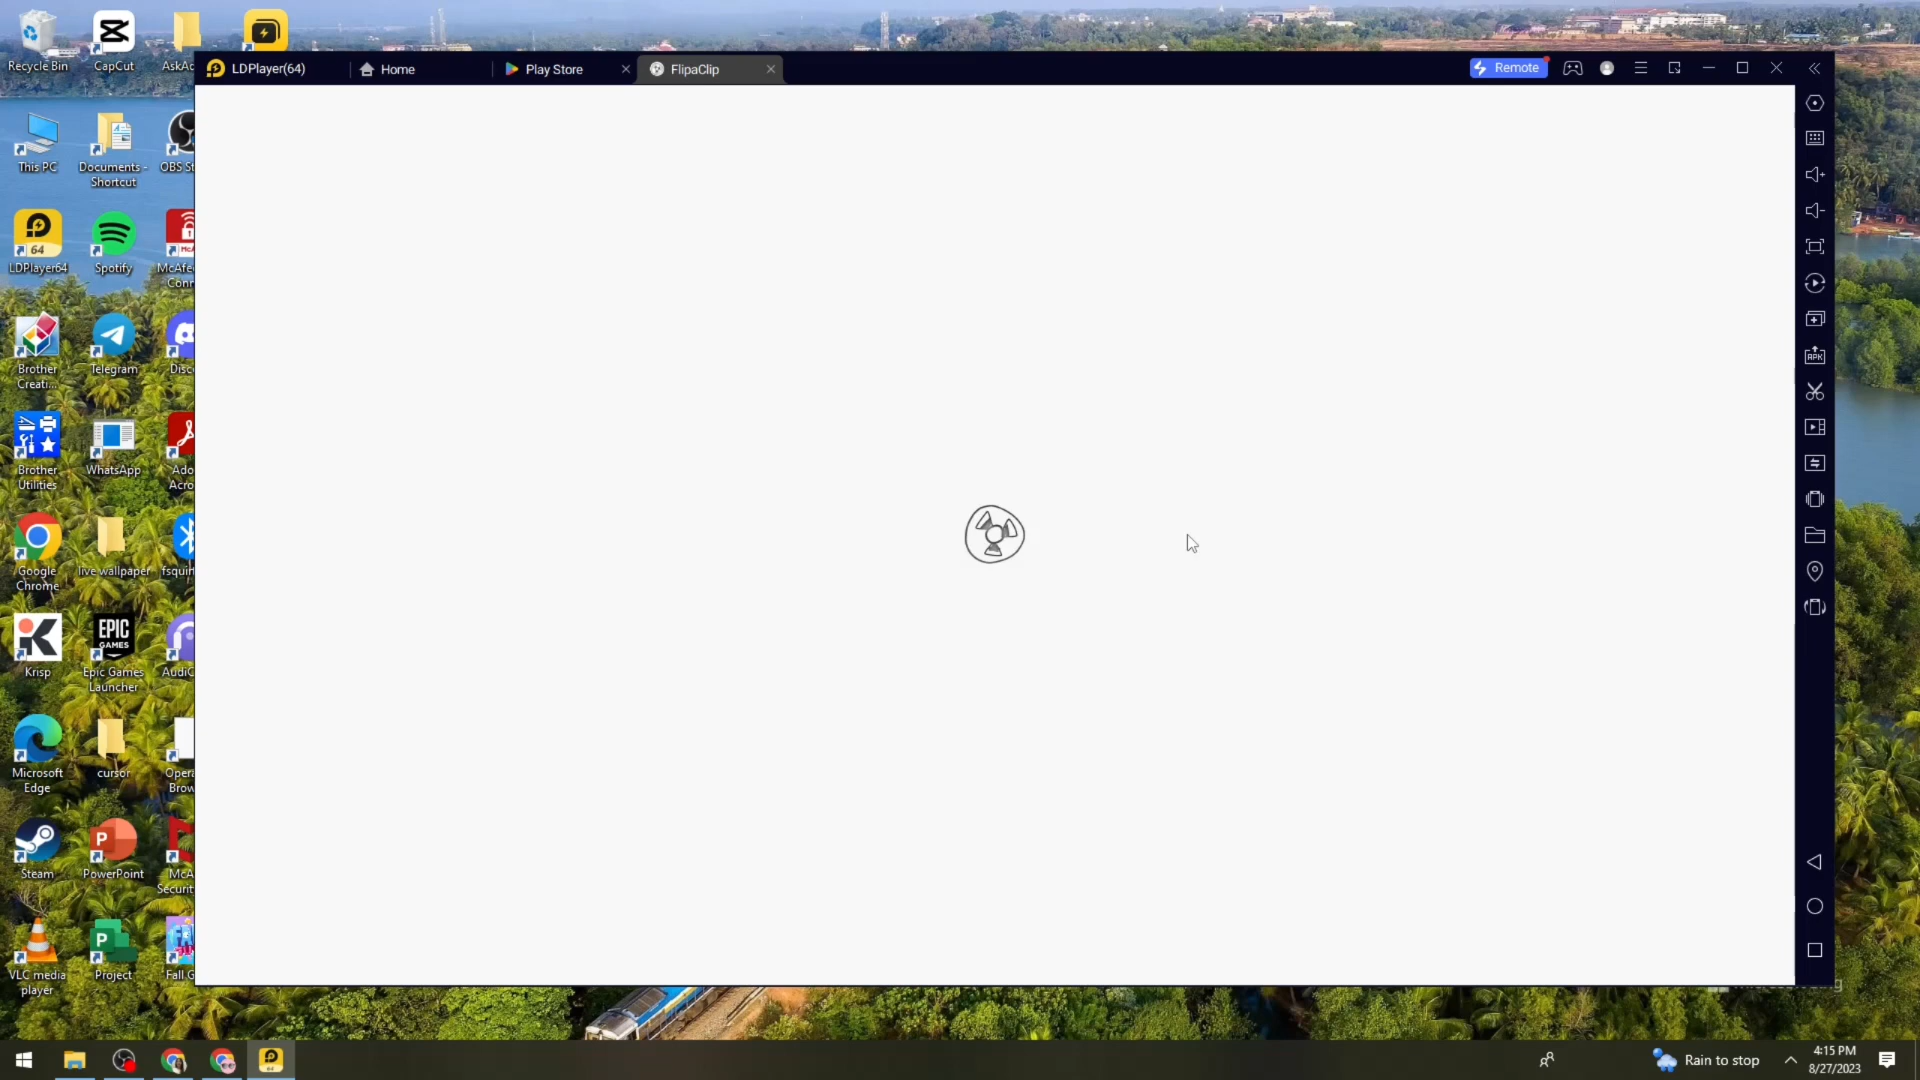 LDPlayer(64)
Home
Play Store
FlipaClip
Remote
Recycle Bin
CapCut
This PC
Documents -
Shortcut
OBS St
64
LDPlayer64
Spotify
McAfe
Conn
Brother
Creati...
Telegram
Disc
Brother
Utilities
WhatsApp
Ado
Acro
Google
Chrome
live wallpaper
fsquir
Krisp
EPIC
GAMES
Epic Games
Launcher
AudiC
Microsoft
Edge
cursor
Opera
Brow
Steam
P
PowerPoint
McA
Securit
VLC media
player
P
Project
Fall G
APK
Rain to stop
4:15 PM
8/27/2023